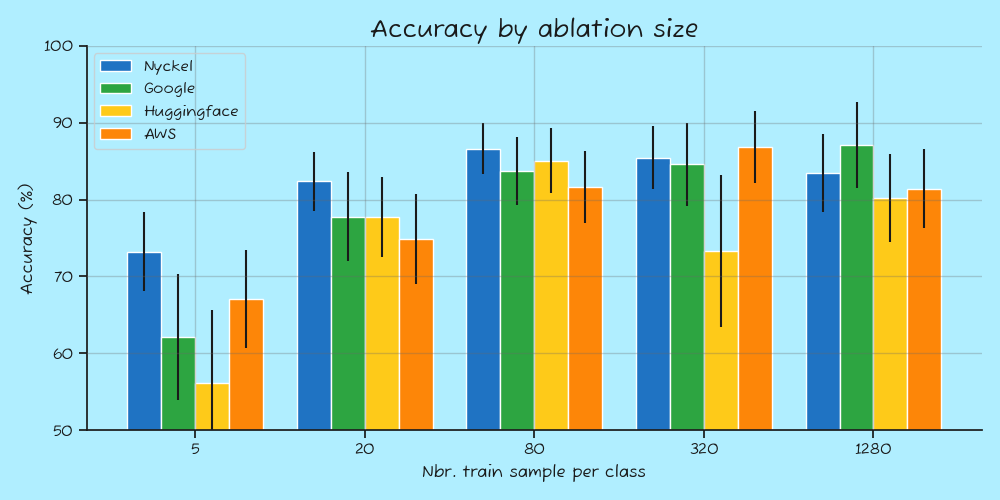 Accuracy by ablation size
100
90
80
70
60
50
Accuracy (%)
Nyckel
Google
Huggingface
AWS
5 20 80 320 1280
Nbr. train sample per class